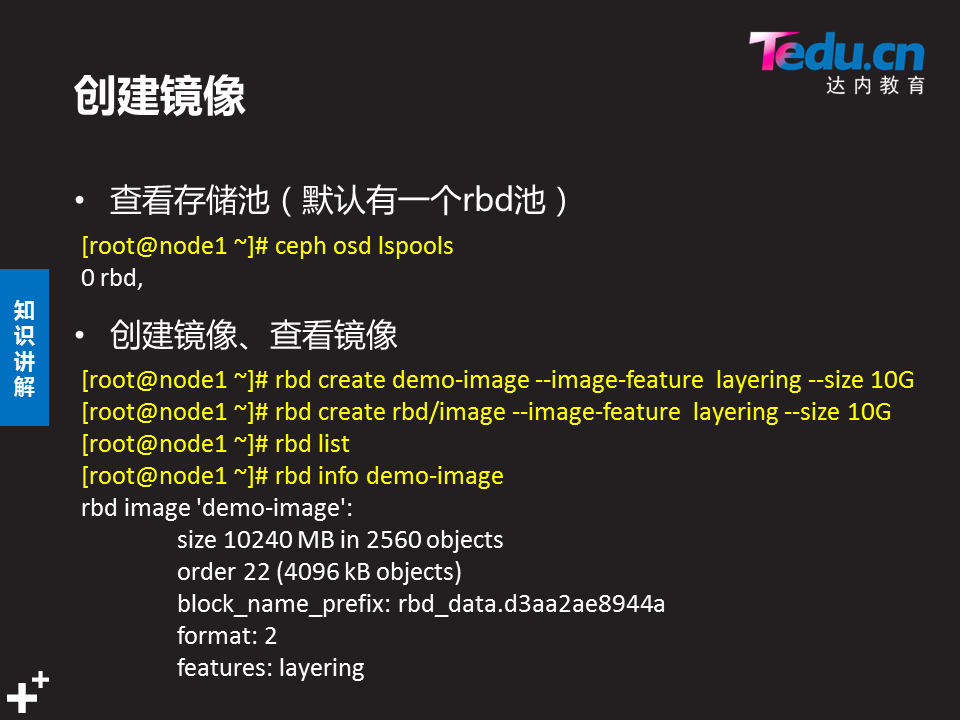 Tedu.cn
达内教育
创建镜像
• 查看存储池（默认有一个rbd池）
[root@node1 ~]# ceph osd lspools
0 rbd,
知识讲解
• 创建镜像、查看镜像
[root@node1 ~]# rbd create demo-image --image-feature  layering --size 10G
[root@node1 ~]# rbd create rbd/image --image-feature  layering --size 10G
[root@node1 ~]# rbd list
[root@node1 ~]# rbd info demo-image
rbd image 'demo-image':
size 10240 MB in 2560 objects
order 22 (4096 kB objects)
block_name_prefix: rbd_data.d3aa2ae8944a
format: 2
features: layering